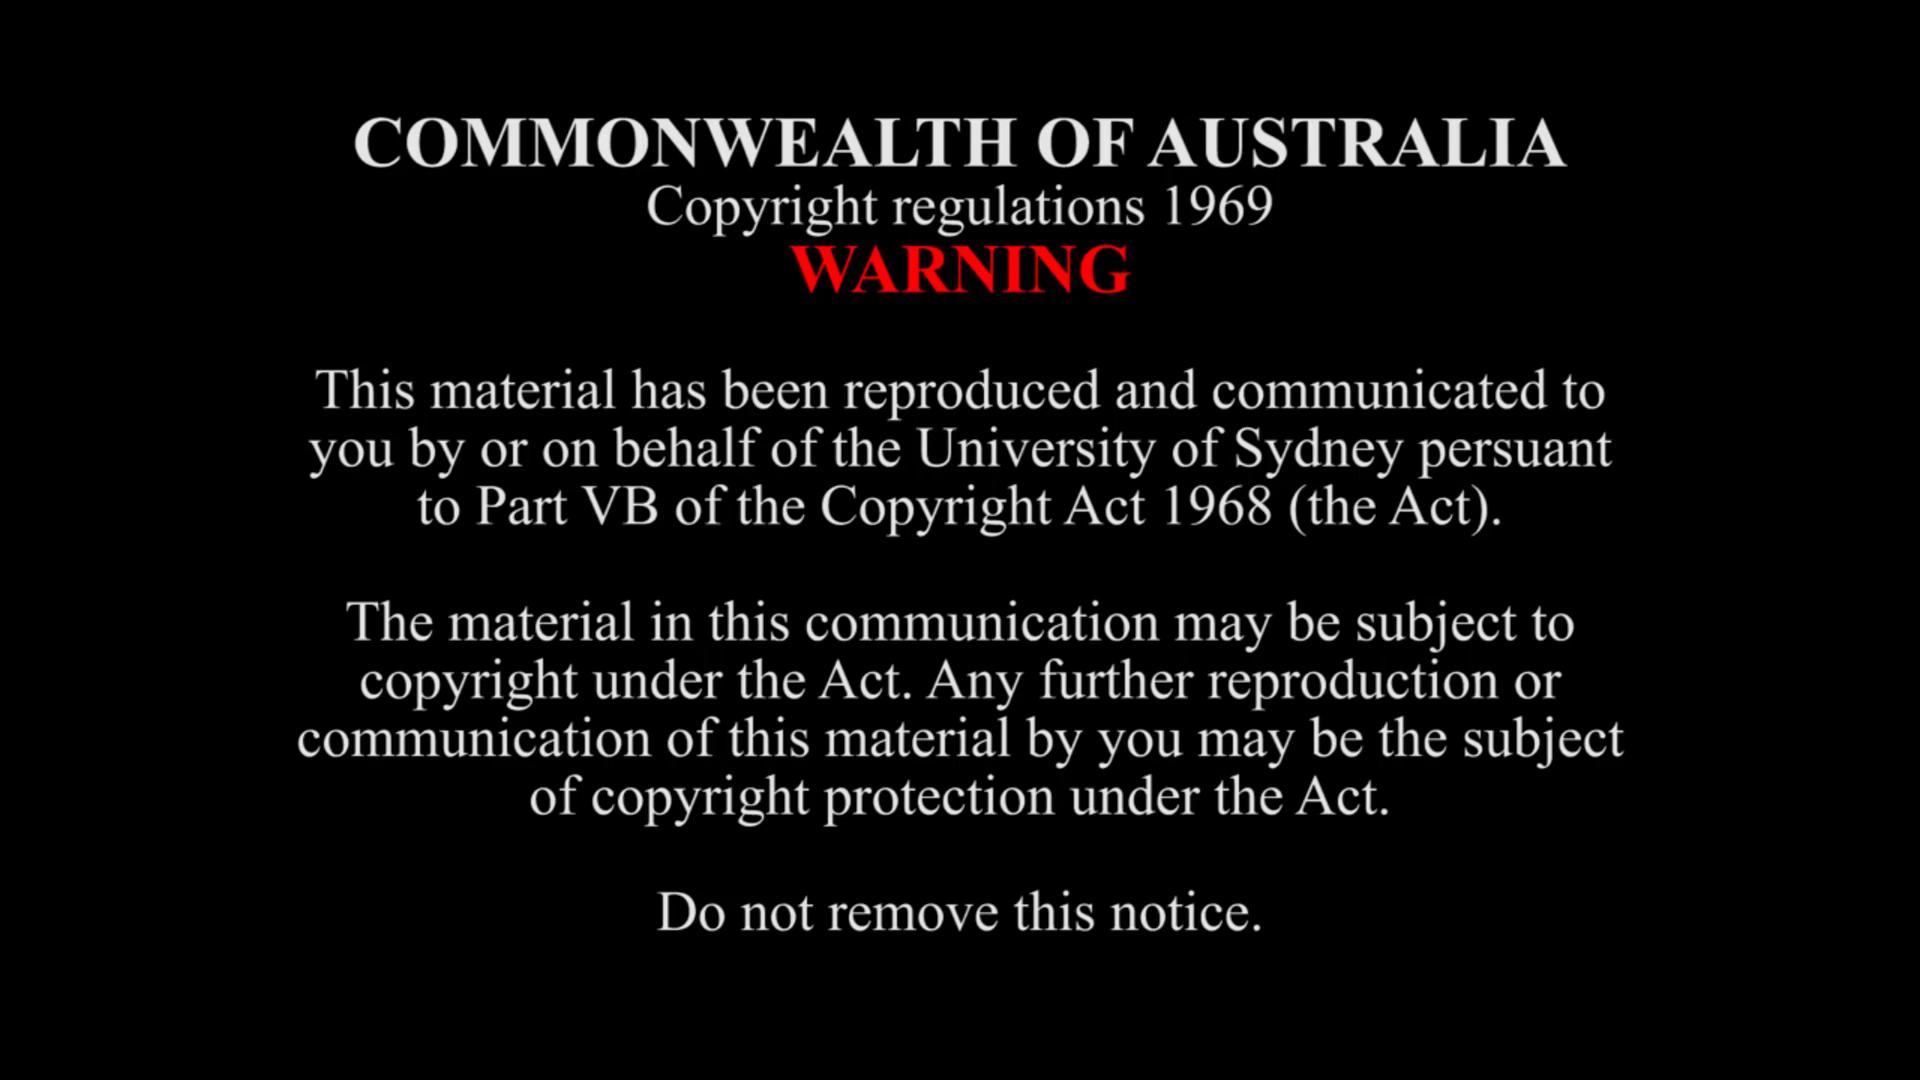 COMMONWEALTH OF AUSTRALIA
Copyright regulations 1969
WARNING
This material has been reproduced and communicated to
you by or on behalf of the University of Sydney persuant
to Part VB of the Copyright Act 1968 (the Act).
The material in this communication may be subject to
copyright under the Act. Any further reproduction or
communication of this material by you may be the subject
of copyright protection under the Act.
Do not remove this notice.